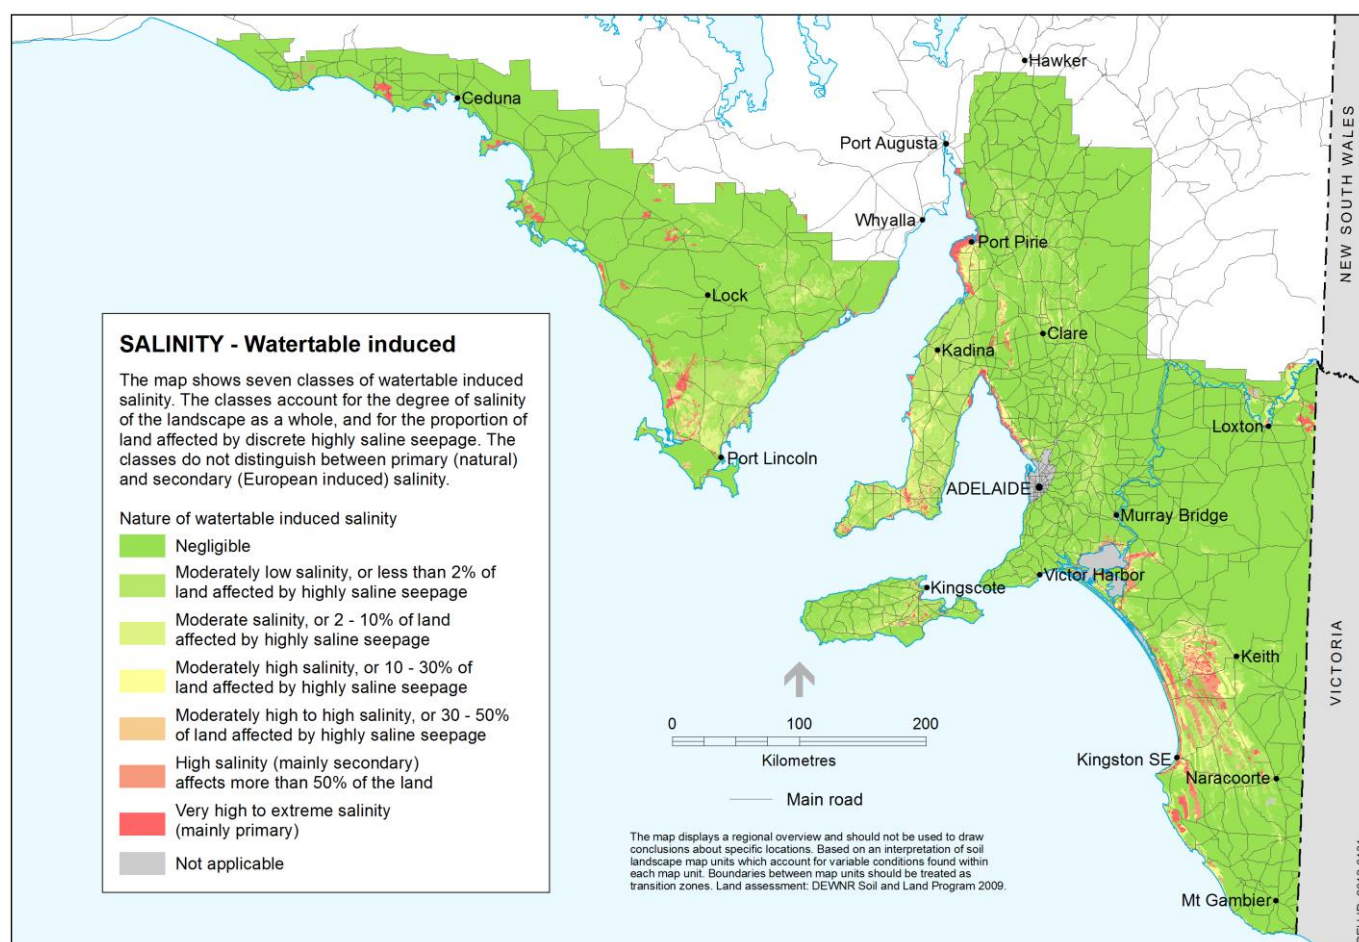 Hawker
Ceduna
Port Augusta
NEW SOUTH WALES
Whyalla
Port Pirie
Lock
Clare
Kadina
Loxton
Port Lincoln
ADELAIDE
Murray Bridge
Victor Harbor
Kingscote
Keith
VICTORIA
Kingston SE
Naracoorte
Mt Gambier
SALINITY - Watertable induced
The map shows seven classes of watertable induced
salinity. The classes account for the degree of salinity
of the landscape as a whole, and for the proportion of
land affected by discrete highly saline seepage. The
classes do not distinguish between primary (natural)
and secondary (European induced) salinity.
Nature of watertable induced salinity
Negligible
Moderately low salinity, or less than 2% of
land affected by highly saline seepage
Moderate salinity, or 2 - 10% of land
affected by highly saline seepage
Moderately high salinity, or 10 - 30% of
land affected by highly saline seepage
Moderately high to high salinity, or 30 - 50%
of land affected by highly saline seepage
High salinity (mainly secondary)
affects more than 50% of the land
Very high to extreme salinity
(mainly primary)
Not applicable
0 100 200
Kilometres
Main road
The map displays a regional overview and should not be used to draw
conclusions about specific locations. Based on an interpretation of soil
landscape map units which account for variable conditions found within
each map unit. Boundaries between map units should be treated as
transition zones. Land assessment: DEWNR Soil and Land Program 2009.